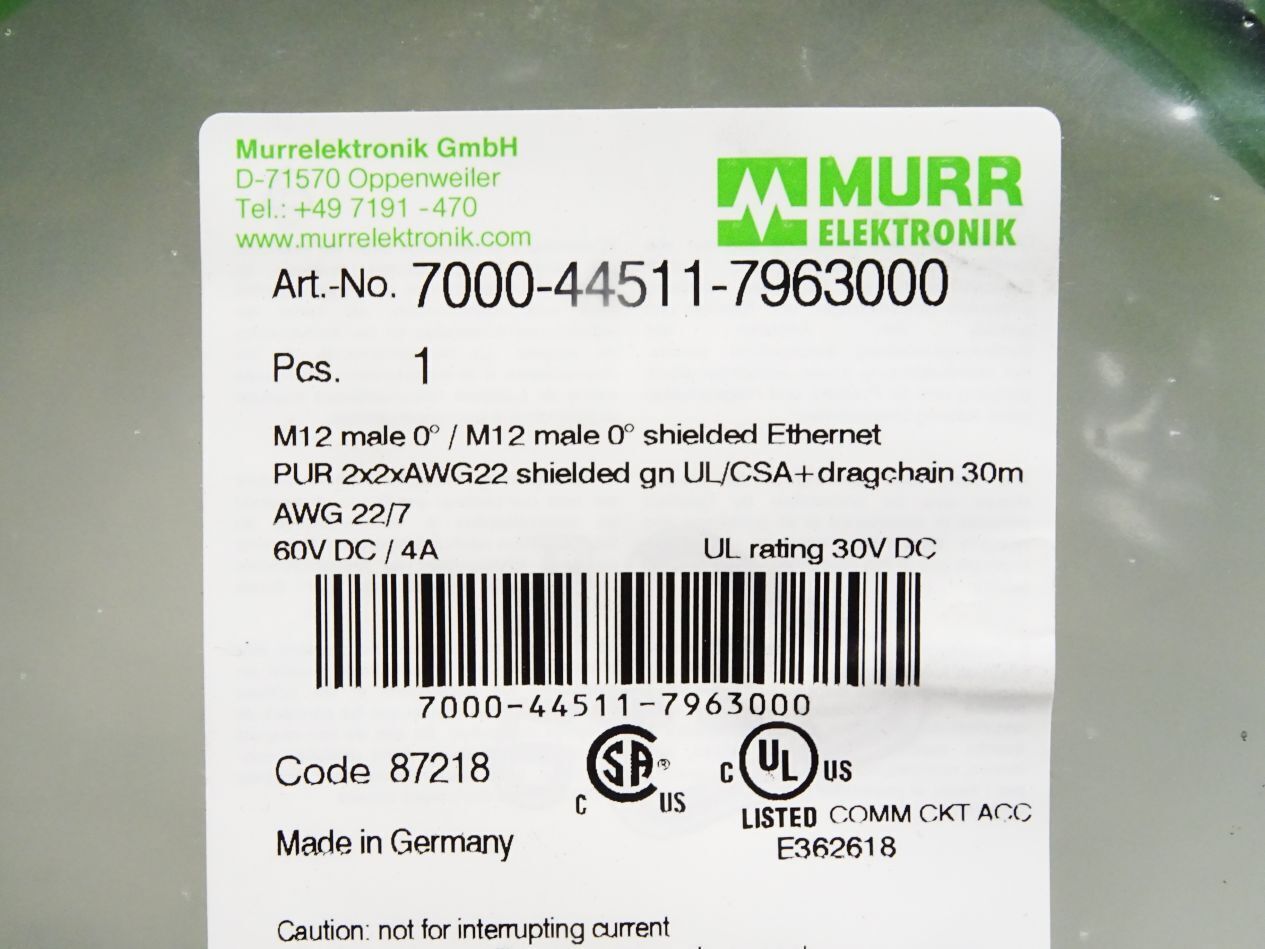 Murrelektronik GmbH
D-71570 Oppenweiler
Tel.: +49 7191 -470
www.murrelektronik.com
MURR
ELEKTRONIK
Art.-No. 7000-44511-7963000
Pcs. 1
M12 male 0° / M12 male 0° shielded Ethernet
PUR 2x2xAWG22 shielded gn UL/CSA+dragchain 30m
AWG 22/7
60V DC / 4A UL rating 30V DC
7000-44511-7963000
Code 87218
C SA ® US
C UL US
LISTED COMM CKT ACC
E362618
Made in Germany
Caution: not for interrupting current